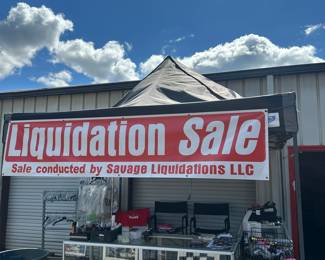 Liquidation Sale
Sale conducted by Savage Liquidations LLC